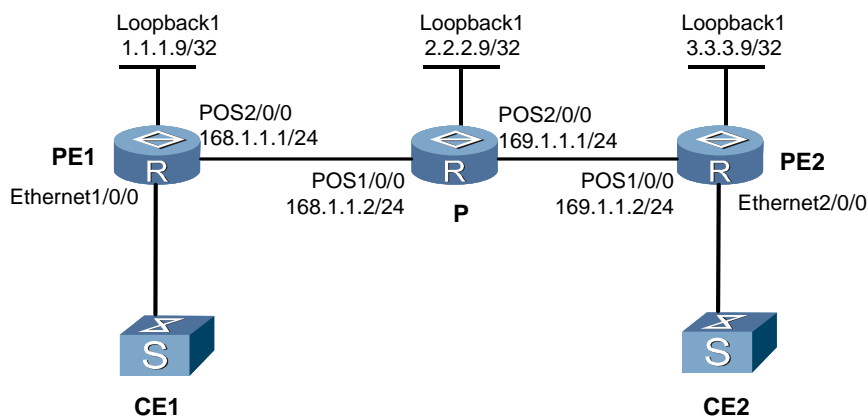 Loopback1
1.1.1.9/32
Loopback1
2.2.2.9/32
Loopback1
3.3.3.9/32
POS2/0/0
168.1.1.1/24
POS2/0/0
169.1.1.1/24
PE1
R
R
R
PE2
Ethernet1/0/0
POS1/0/0
168.1.1.2/24
P
POS1/0/0
169.1.1.2/24
Ethernet2/0/0
S
S
CE1
CE2